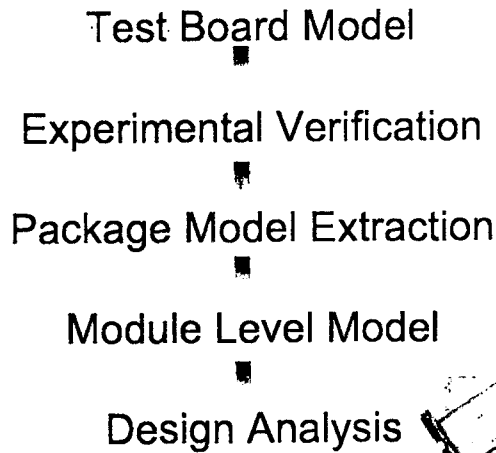 Test Board Model
Experimental Verification
Package Model Extraction
Module Level Model
Design Analysis